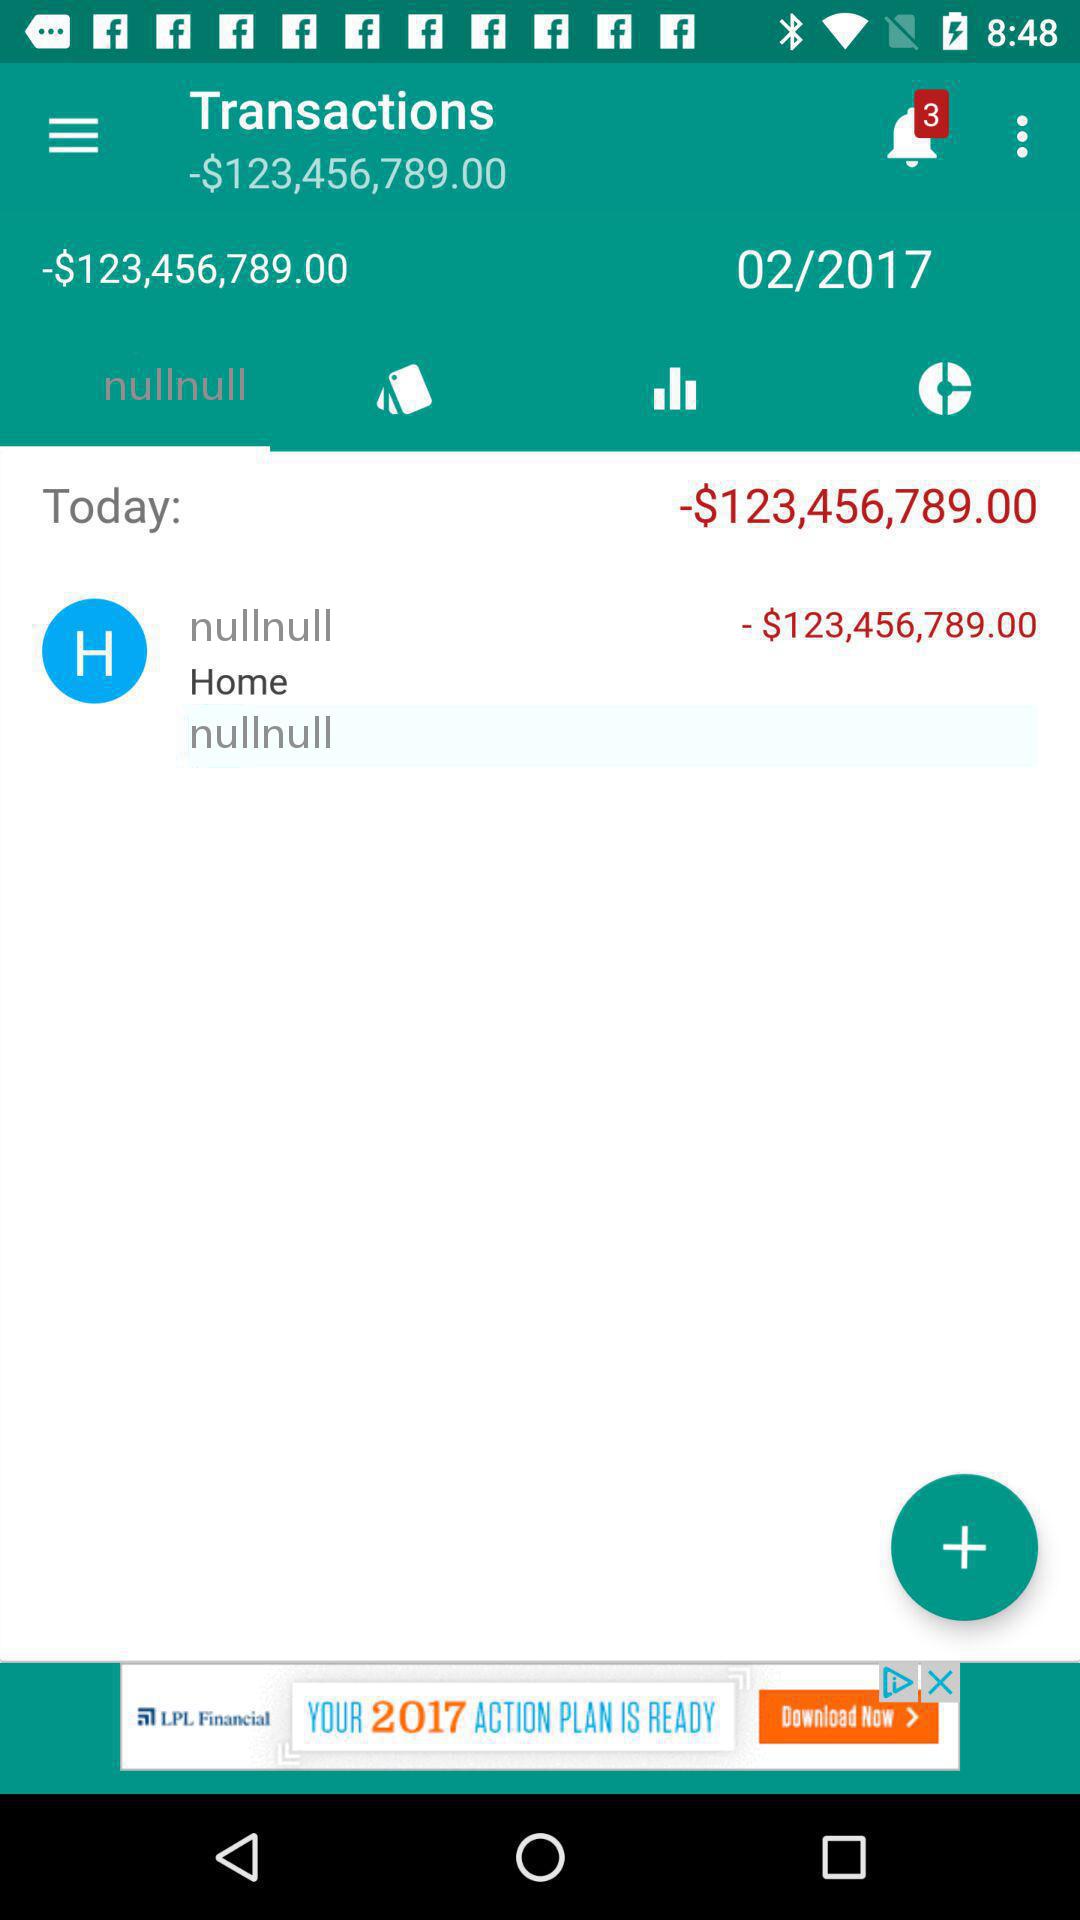 8:48
Transactions
3
-$123,456,789.00
-$123,456,789.00 02/2017
nullnull
Today: -$123,456,789.00
H
nullnull - $123,456,789.00
Home
nullnull
LPL Financial YOUR 2017 ACTION PLAN IS READY Download Now